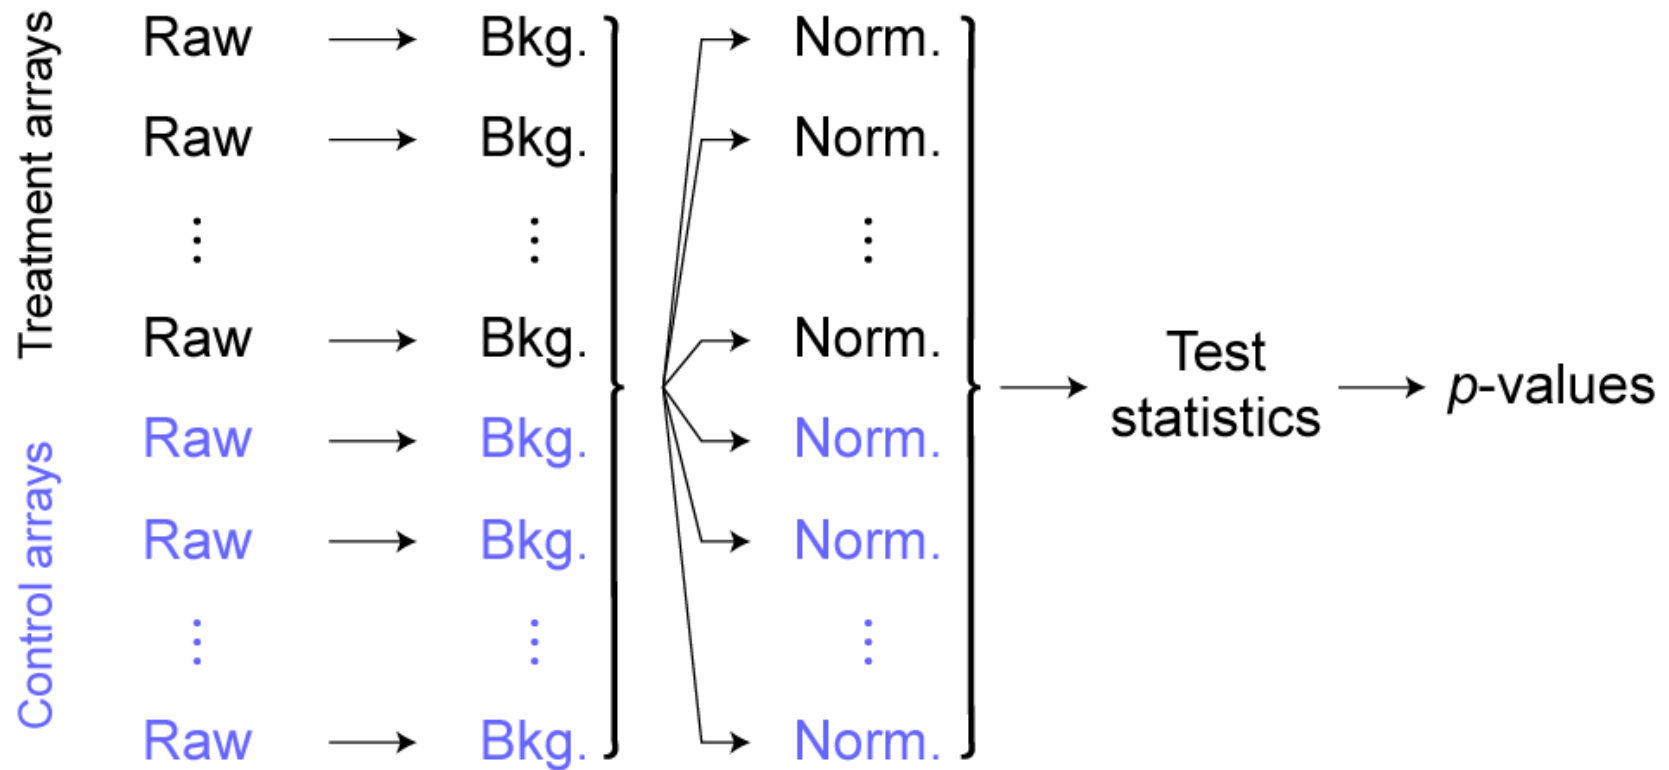 Treatment arrays
Control arrays
Raw Bkg. Norm.
Raw Bkg. Norm.
⋮ ⋮ ⋮
Raw Bkg. Norm.
Raw Bkg. Norm.
Raw Bkg. Norm.
⋮ ⋮ ⋮
Raw Bkg. Norm.
Test
statistics
p-values